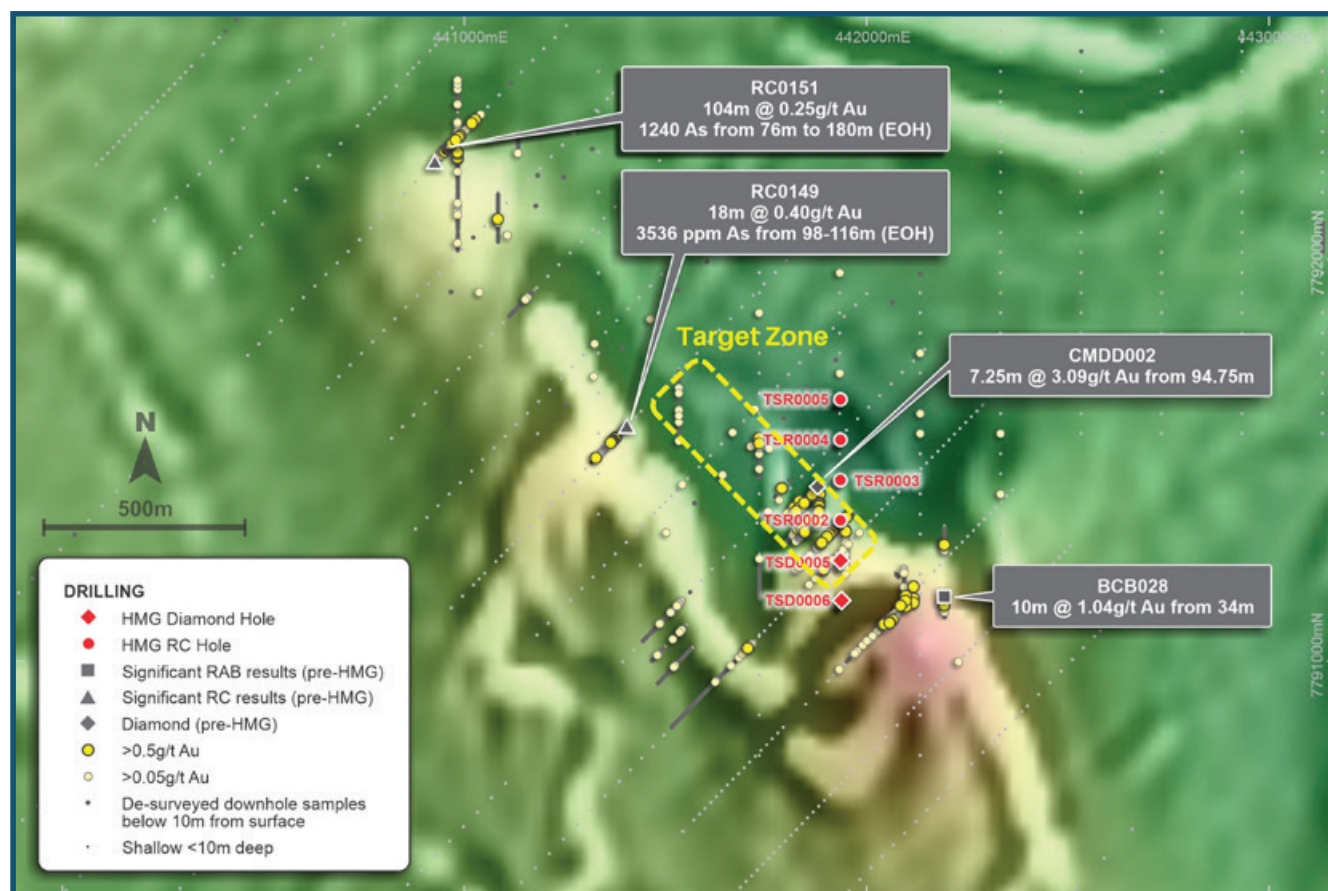 441000mE
442000mE
443000mE
RC0151
104m @ 0.25g/t Au
1240 As from 76m to 180m (EOH)
RC0149
18m @ 0.40g/t Au
3536 ppm As from 98-116m (EOH)
7792000mN
Target Zone
CMDD002
7.25m @ 3.09g/t Au from 94.75m
TSR0005
TSR0004
TSR0003
TSR0002
TSD0005
TSD0006
N
500m
BCB028
10m @ 1.04g/t Au from 34m
7791000mN
DRILLING
HMG Diamond Hole
HMG RC Hole
Significant RAB results (pre-HMG)
Significant RC results (pre-HMG)
Diamond (pre-HMG)
>0.5g/t Au
>0.05g/t Au
De-surveyed downhole samples
below 10m from surface
Shallow <10m deep